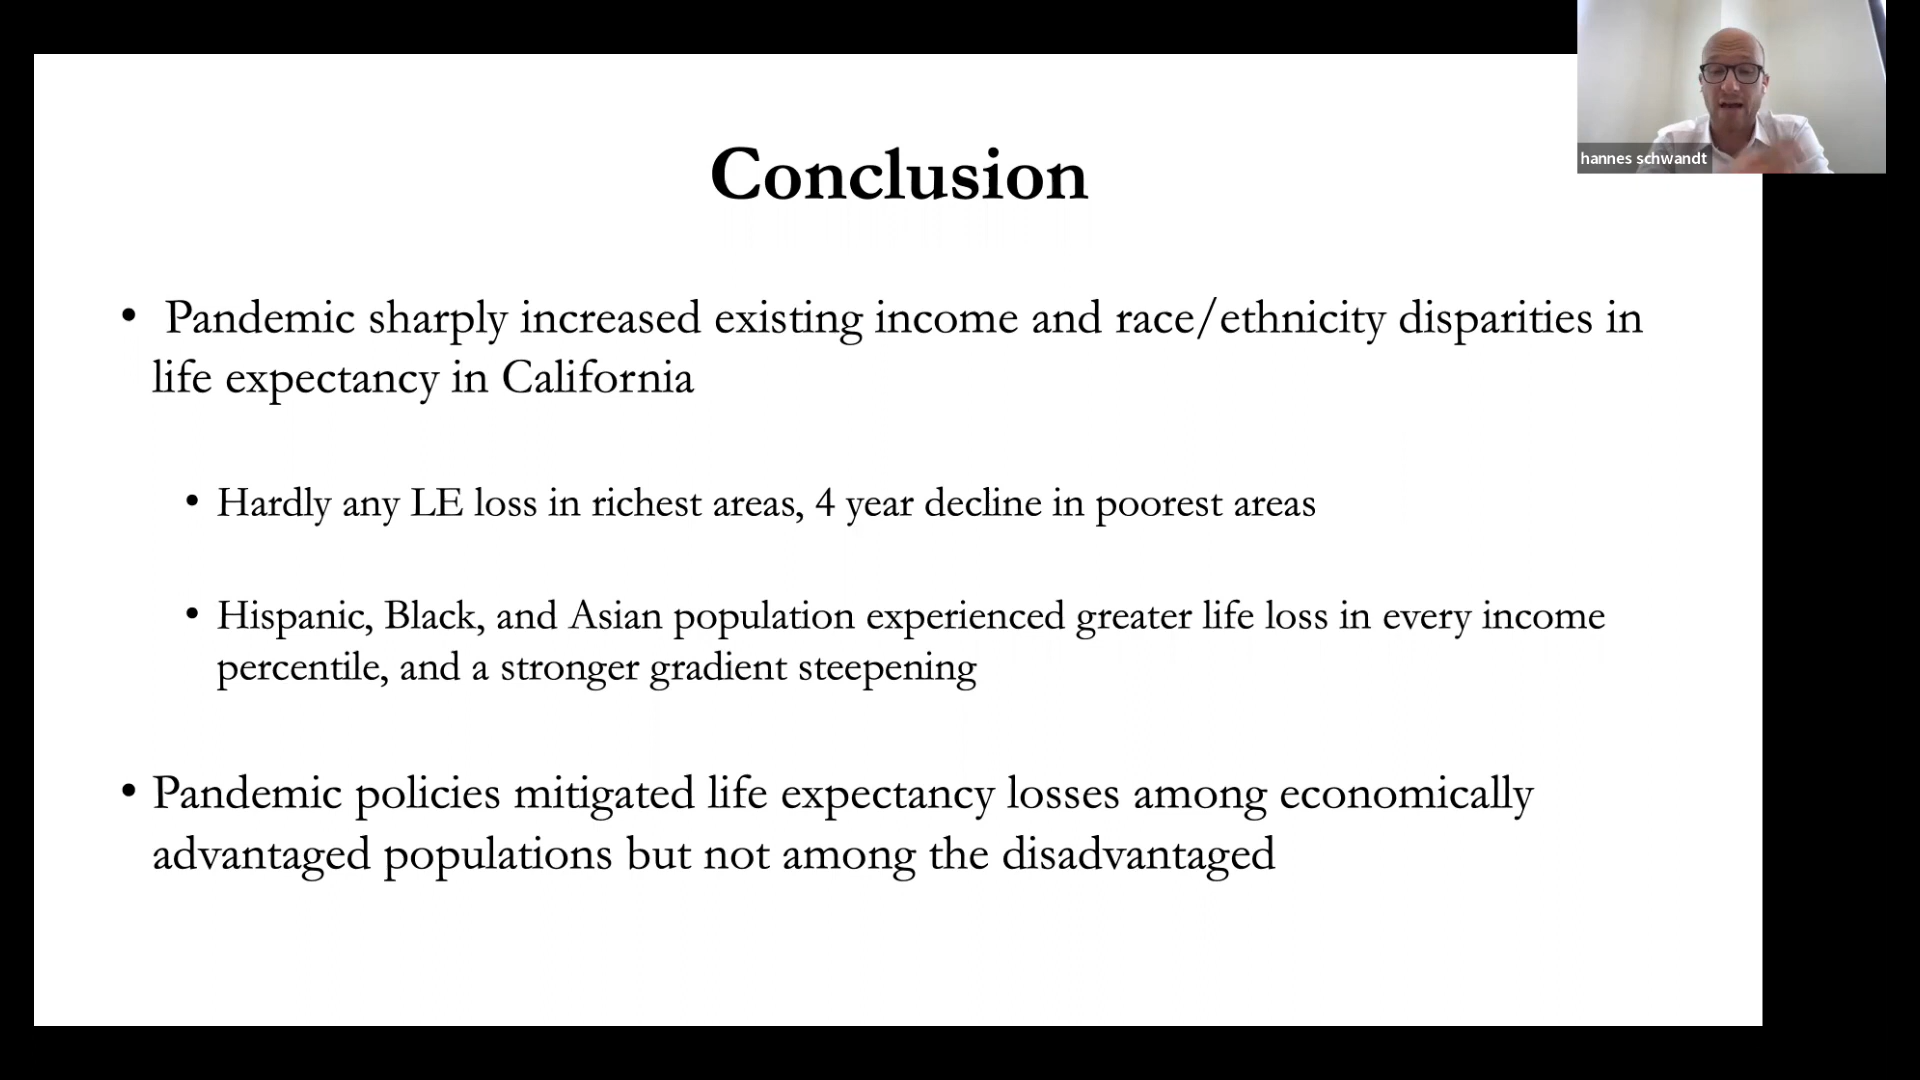 hannes schwandt
Conclusion
• Pandemic sharply increased existing income and race/ethnicity disparities in
life expectancy in California
• Hardly any LE loss in richest areas, 4 year decline in poorest areas
• Hispanic, Black, and Asian population experienced greater life loss in every income
percentile, and a stronger gradient steepening
• Pandemic policies mitigated life expectancy losses among economically
advantaged populations but not among the disadvantaged